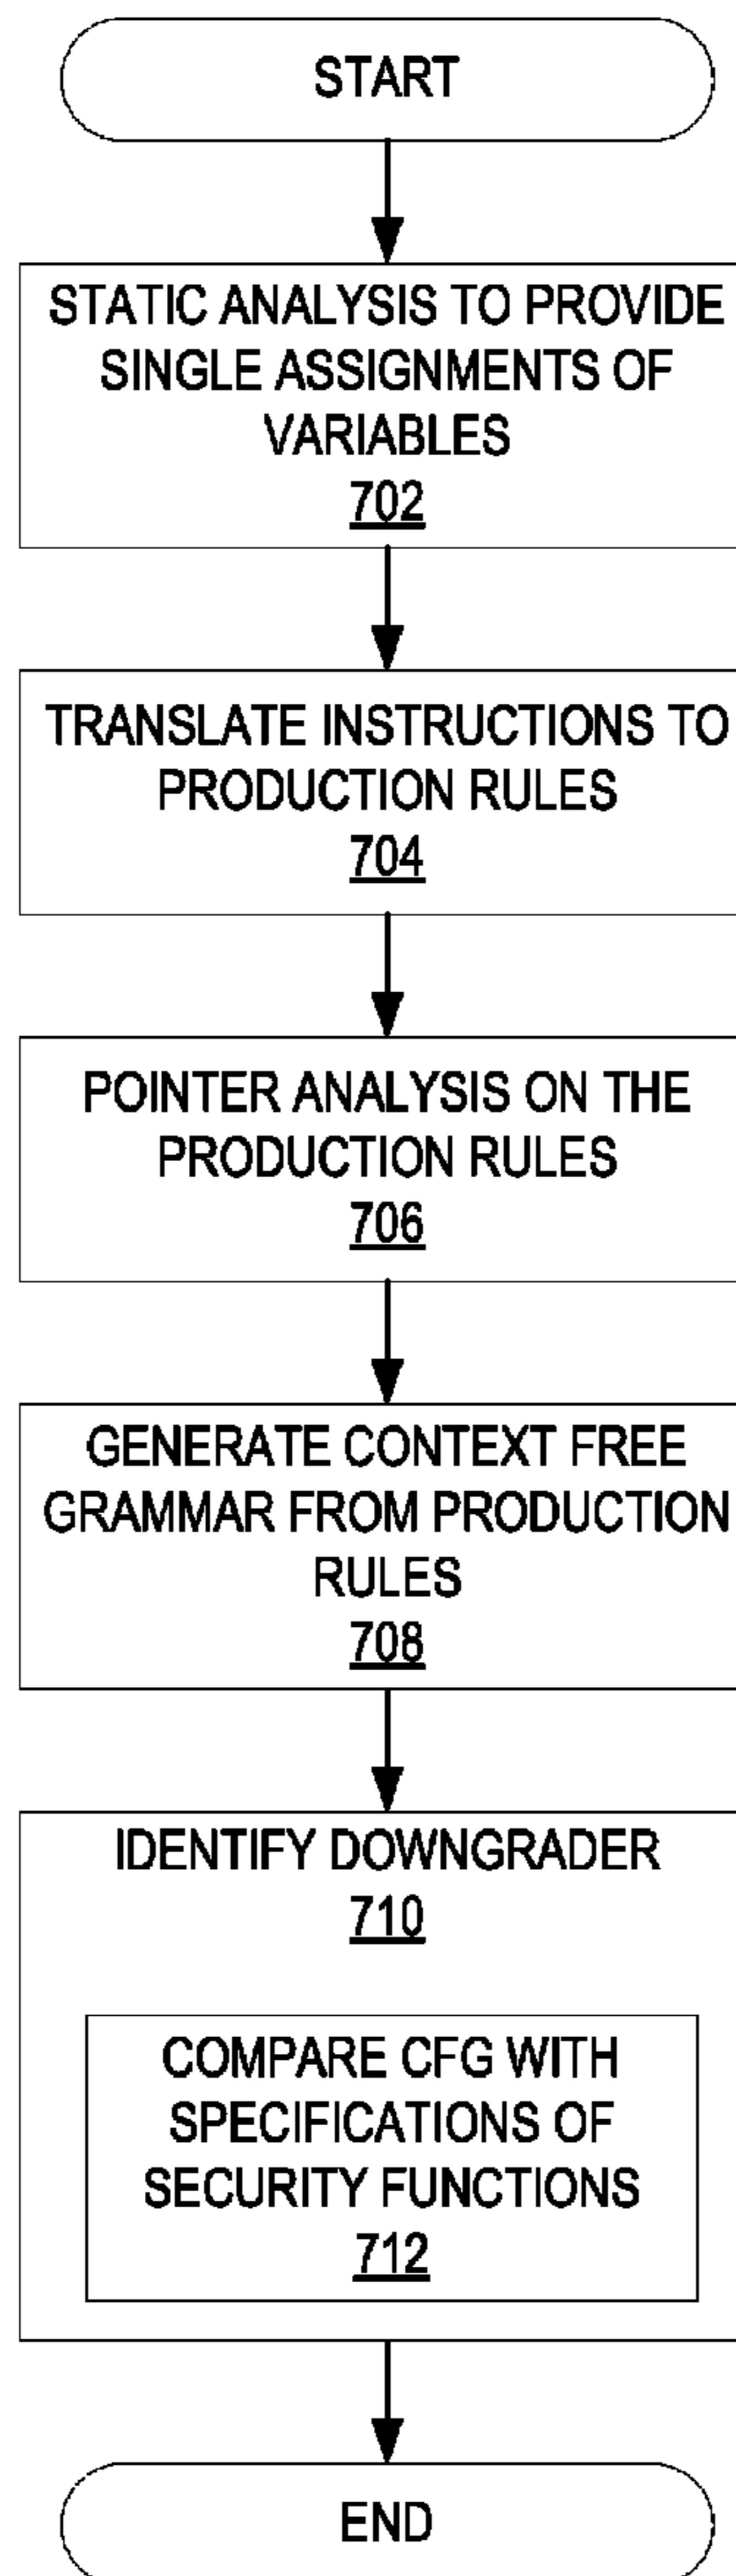 START
STATIC ANALYSIS TO PROVIDE
SINGLE ASSIGNMENTS OF
VARIABLES
702
TRANSLATE INSTRUCTIONS TO
PRODUCTION RULES
704
POINTER ANALYSIS ON THE
PRODUCTION RULES
706
GENERATE CONTEXT FREE
GRAMMAR FROM PRODUCTION
RULES
708
IDENTIFY DOWNGRADER
710
COMPARE CFG WITH
SPECIFICATIONS OF
SECURITY FUNCTIONS
712
END